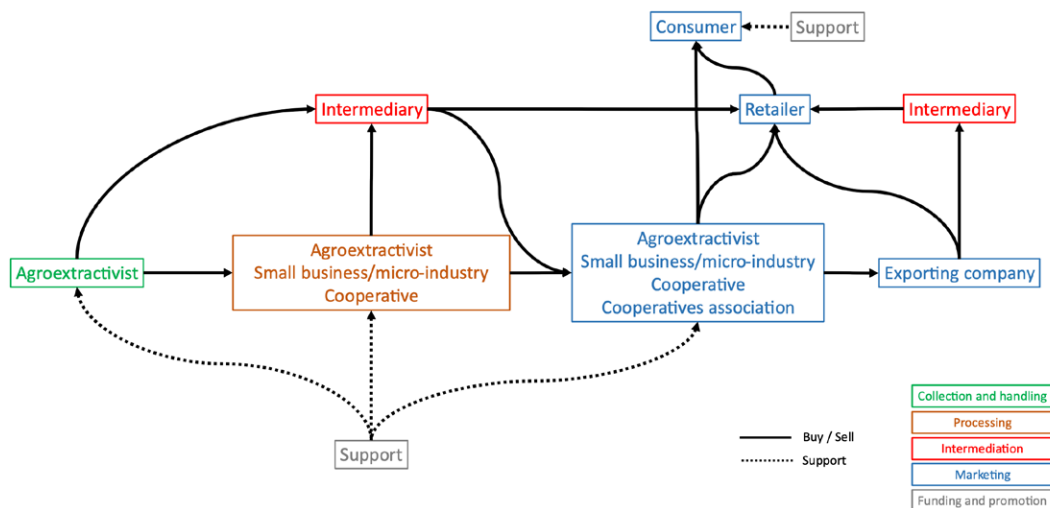 Consumer
Support
Intermediary
Retailer
Intermediary
Agroextractivist
Agroextractivist
Small business/micro-industry
Cooperative
Agroextractivist
Small business/micro-industry
Cooperative
Cooperatives association
Exporting company
Support
Buy / Sell
Support
Collection and handling
Processing
Intermediation
Marketing
Funding and promotion